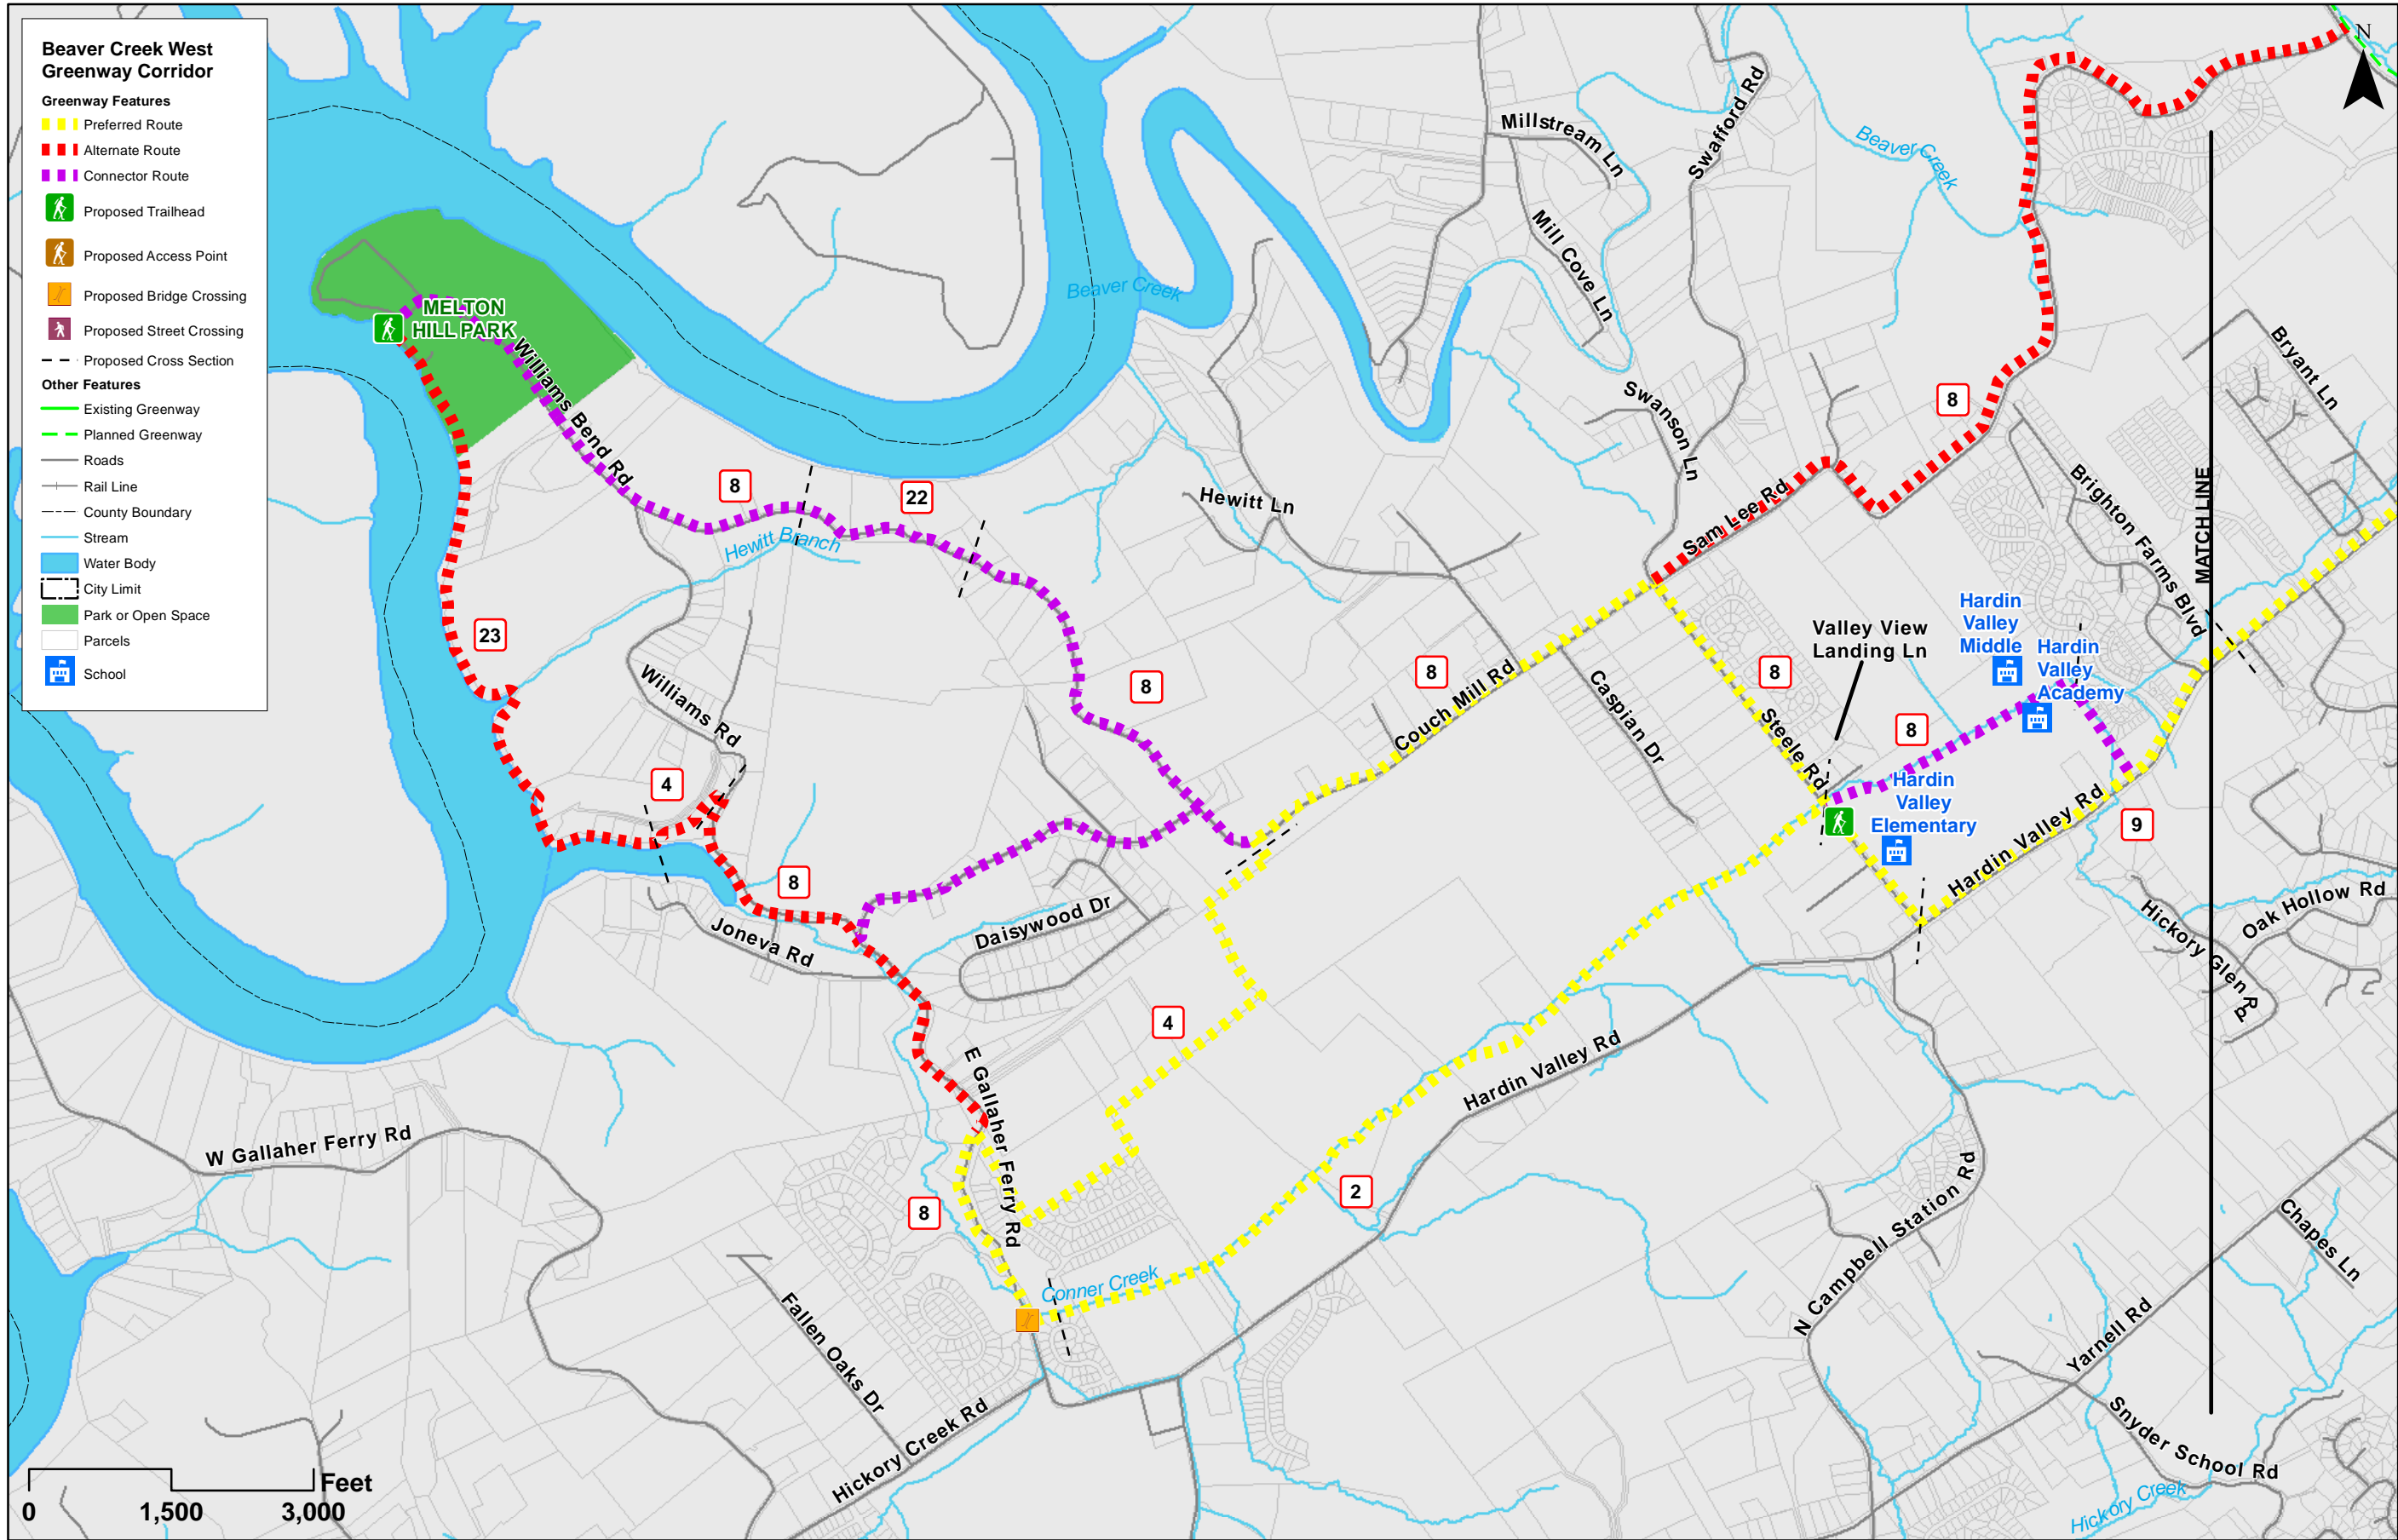 Beaver Creek West
Greenway Corridor
Greenway Features
Preferred Route
Alternate Route
Connector Route
Proposed Trailhead
Proposed Access Point
Proposed Bridge Crossing
Proposed Street Crossing
Proposed Cross Section
Other Features
Existing Greenway
Planned Greenway
Roads
Rail Line
County Boundary
Stream
Water Body
City Limit
Park or Open Space
Parcels
School
N
Millstream Ln
Swafford Rd
Beaver Creek
Mill Cove Ln
Beaver Creek
MELTON
HILL PARK
Williams Bend Rd
Swanson Ln
8
Bryant Ln
8
22
Hewitt Ln
Hewitt Branch
Sam Lee Rd
Brighton Farms Blvd
MATCH LINE
23
Williams Rd
8
8
Couch Mill Rd
Caspian Dr
8
Steele Rd
Valley View
Landing Ln
Hardin
Valley
Middle
Hardin
Valley
Academy
8
4
8
Hardin
Valley
Elementary
Hardin Valley Rd
9
Joneva Rd
Daisywood Dr
Hickory Glen Rd
Oak Hollow Rd
4
E Gallaher Ferry Rd
Hardin Valley Rd
W Gallaher Ferry Rd
8
2
N Campbell Station Rd
Conner Creek
Chapes Ln
Fallen Oaks Dr
Yarnell Rd
Hickory Creek Rd
Snyder School Rd
Hickory Creek
Feet
0 1,500 3,000